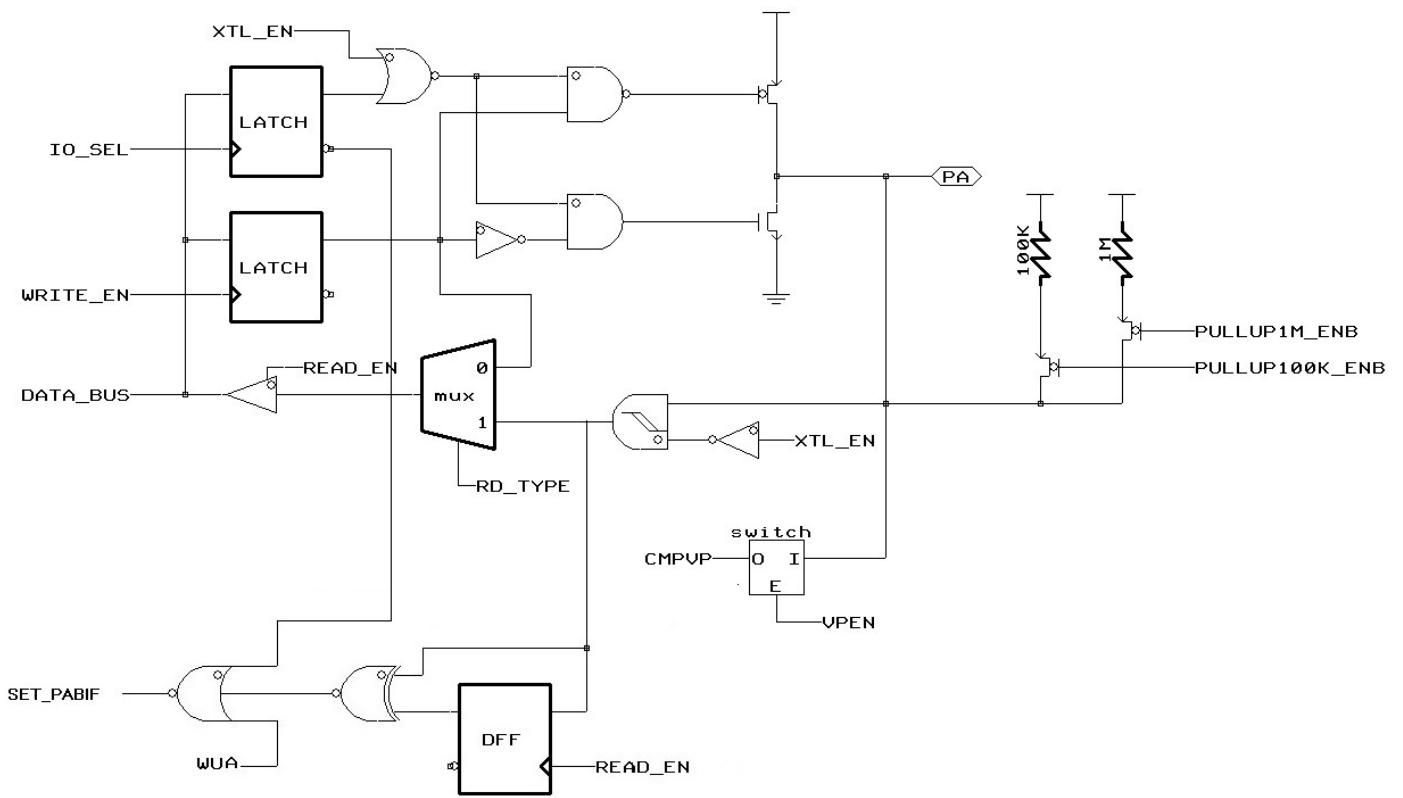 XTL_EN
LATCH
IO_SEL
PA
LATCH
WRITE_EN
100K
1M
PULLUP1M_ENB
READ_EN
0
PULLUP100K_ENB
DATA_BUS
mux
1
XTL_EN
RD_TYPE
switch
CMPVP
O I
E
VPEN
SET_PABIF
DFF
WUA
READ_EN